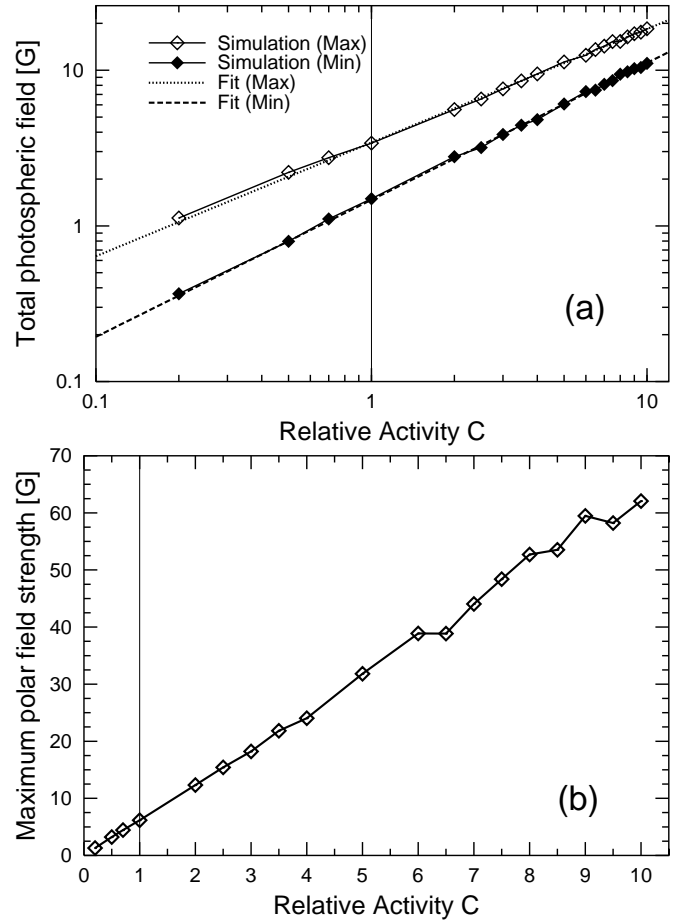 Total photospheric field [G]
10
1
0.1
Simulation (Max)
Simulation (Min)
Fit (Max)
Fit (Min)
(a)
0.1 1 10
Relative Activity C
Maximum polar field strength [G]
70
60
50
40
30
20
10
0
(b)
0 1 2 3 4 5 6 7 8 9 10
Relative Activity C